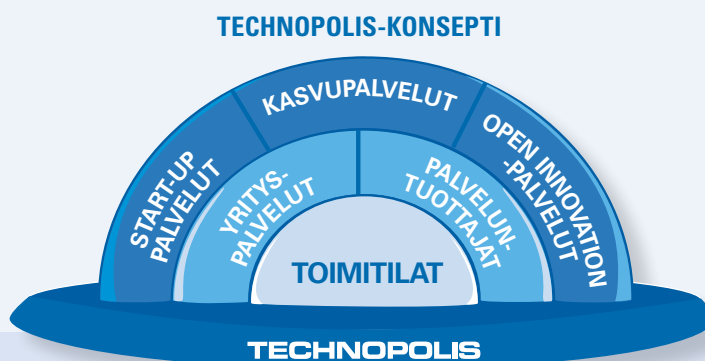 TECHNOPOLIS-KONSEPTI
START-UP
PALVELUT
KASVUPALVELUT
OPEN INNOVATION
-PALVELUT
YRITYS-
PALVELUT
PALVELUN-
TUOTTAJAT
TOIMITILAT
TECHNOPOLIS